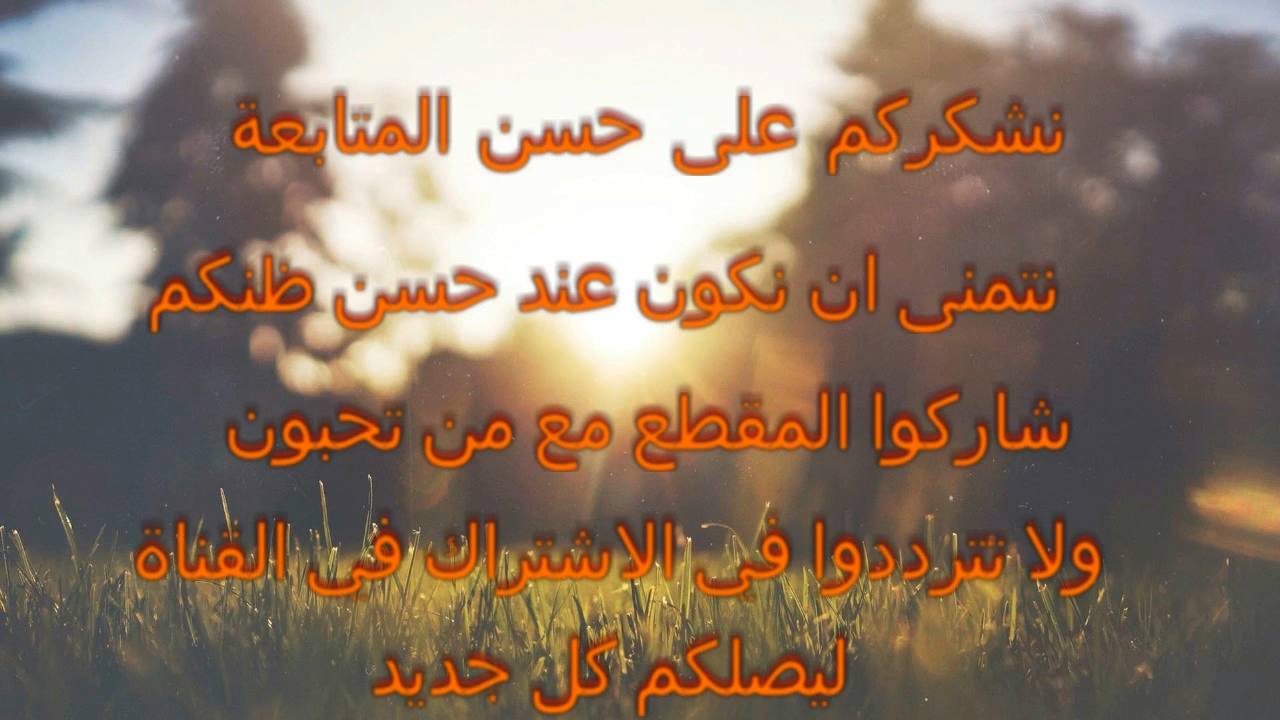 نشكركم على حسن المتابعة
نتمنى ان نكون عند حسن ظنكم
شاركوا المقطع مع من تحبون
ولا تترددوا في الاشتراك في القناة
ليصلكم كل جديد